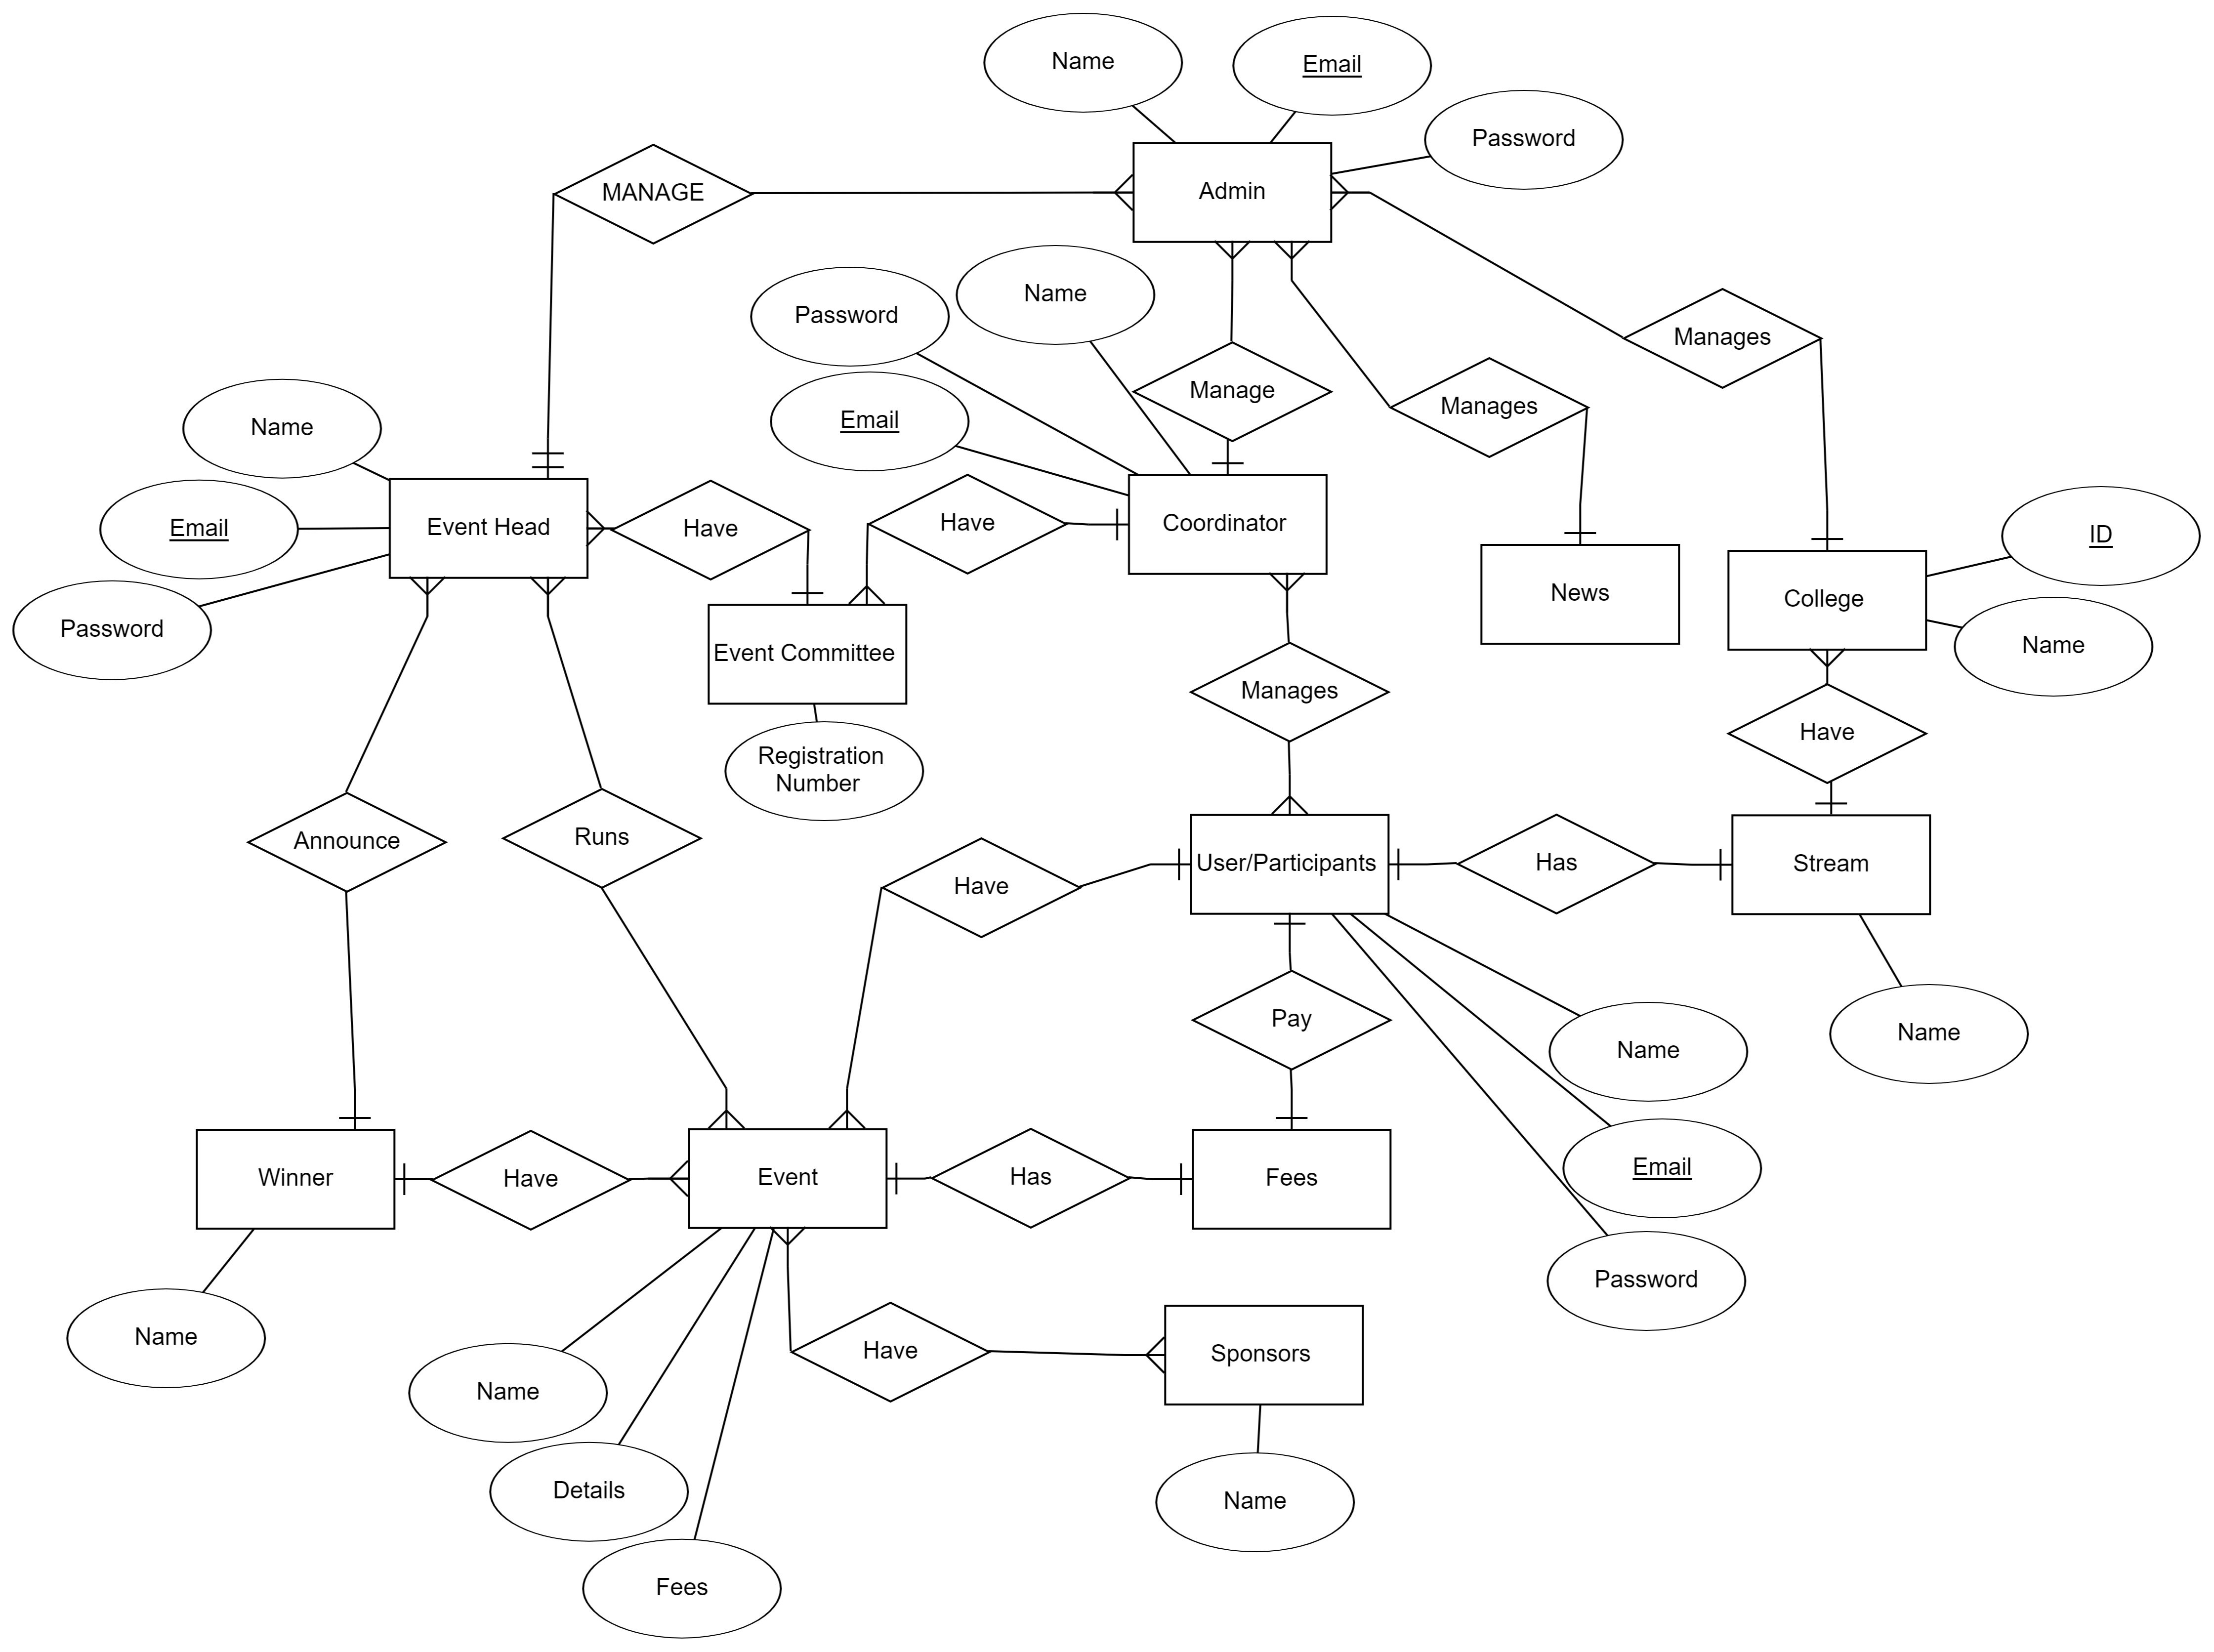 Name
Email
Password
MANAGE
Admin
Name
Password
Manages
Manage
Manages
Email
Name
Email
Event Head
Have
Have
Coordinator
ID
News
College
Password
Event Committee
Name
Manages
Have
Registration
Number
Announce
Runs
Have
User/Participants
Has
Stream
Pay
Name
Name
Winner
Have
Event
Has
Fees
Email
Password
Name
Have
Sponsors
Name
Details
Name
Fees